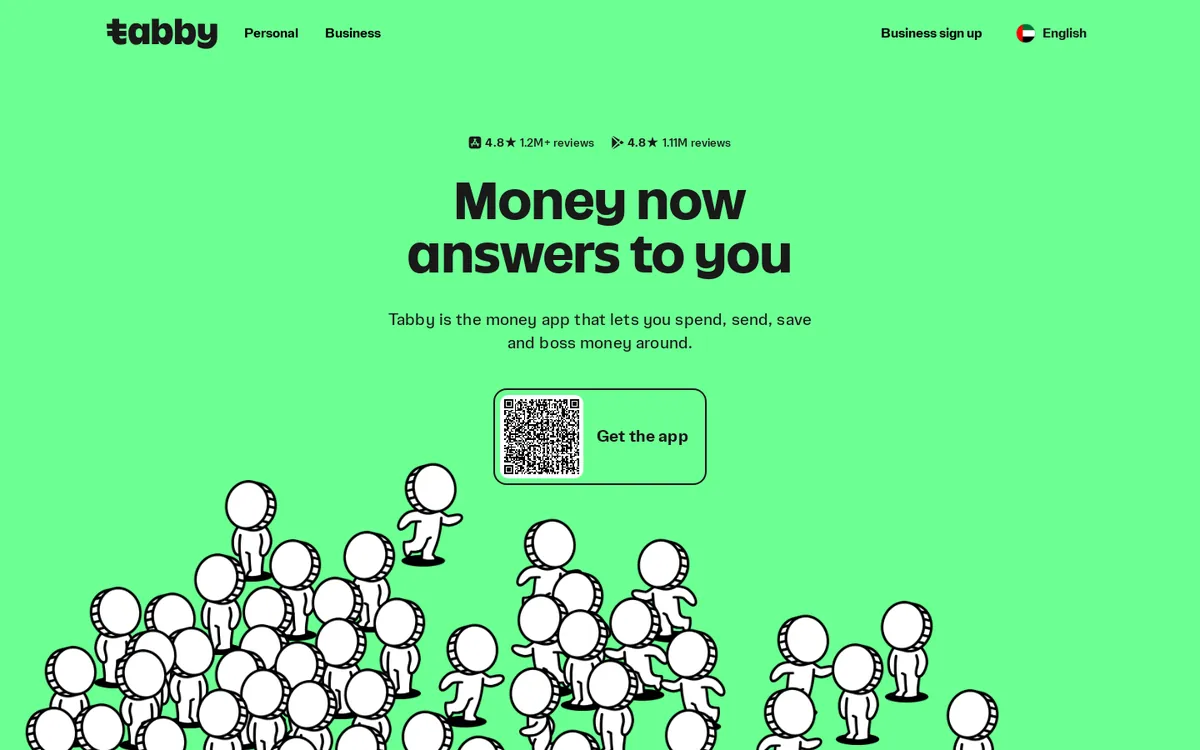 tabby
Personal
Business
Business sign up
English
4.8★ 1.2M+ reviews
4.8★ 1.11M reviews
Money now
answers to you
Tabby is the money app that lets you spend, send, save
and boss money around.
Get the app